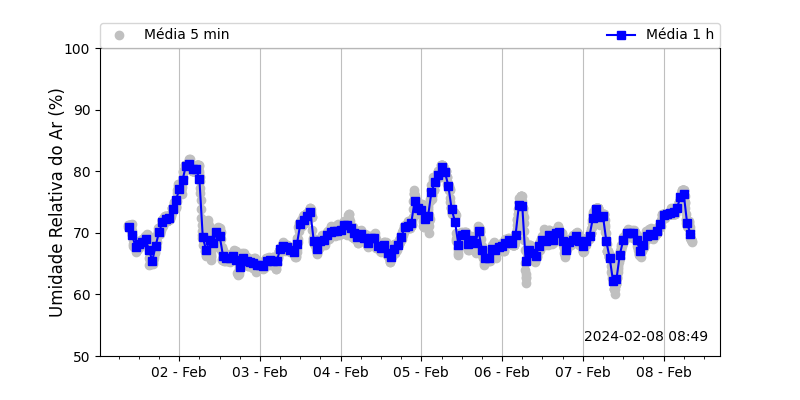 Média 5 min
Média 1 h
Umidade Relativa do Ar (%)
100
90
80
70
60
50
2024-02-08 08:49
02 - Feb
03 - Feb
04 - Feb
05 - Feb
06 - Feb
07 - Feb
08 - Feb